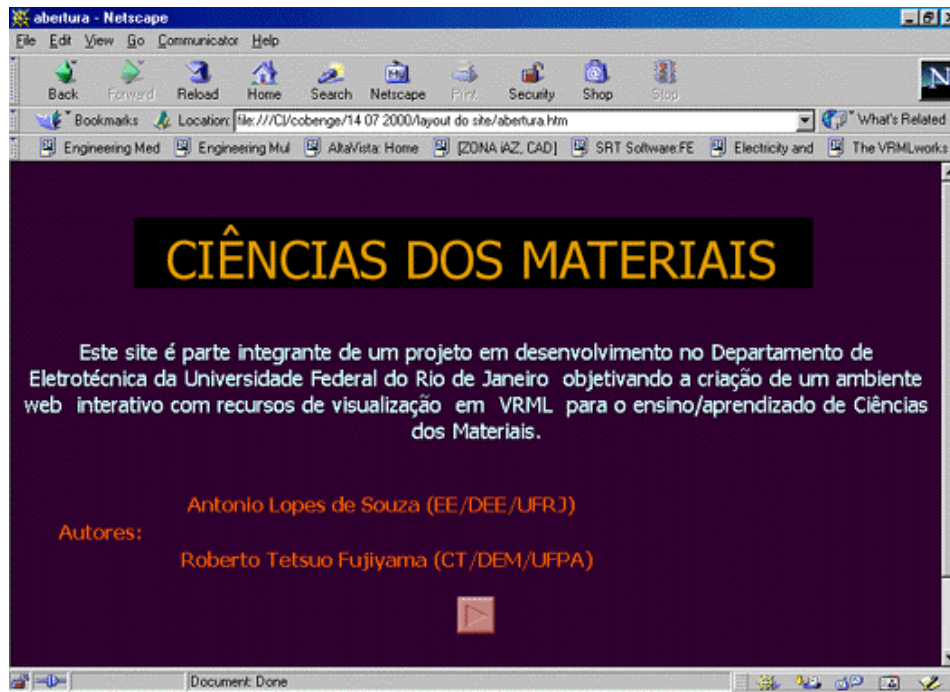 abertura - Netscape
File Edit View Go Communicator Help
Back Forward Reload Home Search Netscape Print Security Shop Stop
Bookmarks Location: file:///C|/cobenge/14 07 2000/layout do site/abertura.htm What's Related
Engineering Med Engineering Mul AltaVista: Home [ZONA iAZ, CAD] SRT Software:FE Electricity and The VRMLworks
CIÊNCIAS DOS MATERIAIS
Este site é parte integrante de um projeto em desenvolvimento no Departamento de
Eletrotécnica da Universidade Federal do Rio de Janeiro objetivando a criação de um ambiente
web interativo com recursos de visualização em VRML para o ensino/aprendizado de Ciências
dos Materiais.
Antonio Lopes de Souza (EE/DEE/UFRJ)
Autores:
Roberto Tetsuo Fujiyama (CT/DEM/UFPA)
Document: Done